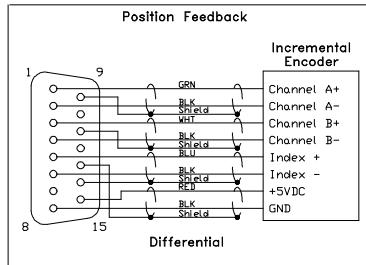 Position Feedback
Incremental
Encoder
1
9
GRN
Channel A+
BLK
Channel A-
Shield
WHT
Channel B+
BLK
Channel B-
Shield
BLU
Index +
BLK
Index -
Shield
RED
+5VDC
BLK
GND
Shield
8
15
Differential